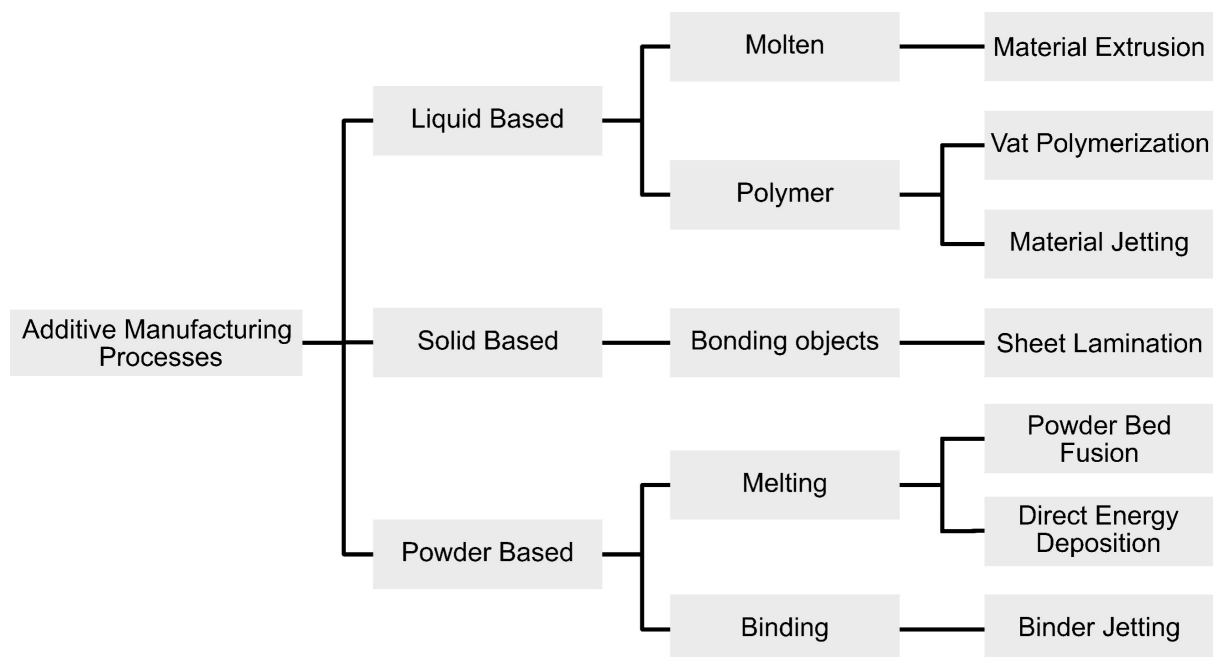 Molten
Material Extrusion
Liquid Based
Vat Polymerization
Polymer
Material Jetting
Additive Manufacturing
Processes
Solid Based
Bonding objects
Sheet Lamination
Powder Bed
Fusion
Melting
Direct Energy
Deposition
Powder Based
Binding
Binder Jetting